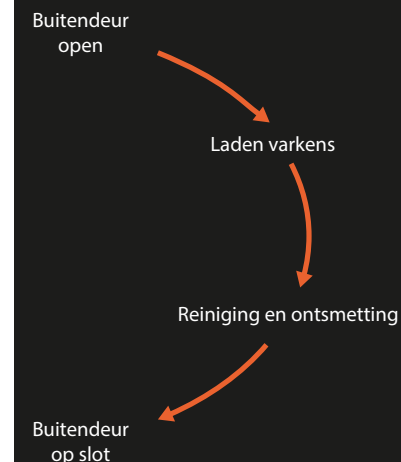 Buitendeur
open
Laden varkens
Reiniging en ontsmetting
Buitendeur
op slot